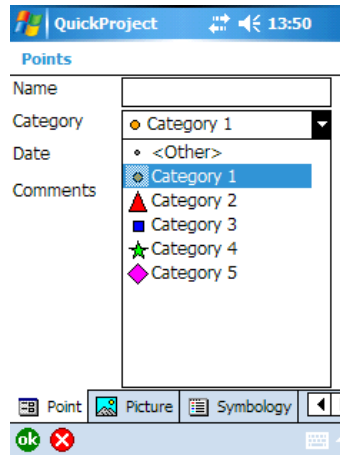 QuickProject 13:50
Points
Name
Category Category 1
<Other>
Date
Category 1
Comments
Category 2
Category 3
Category 4
Category 5
Point Picture Symbology
ok